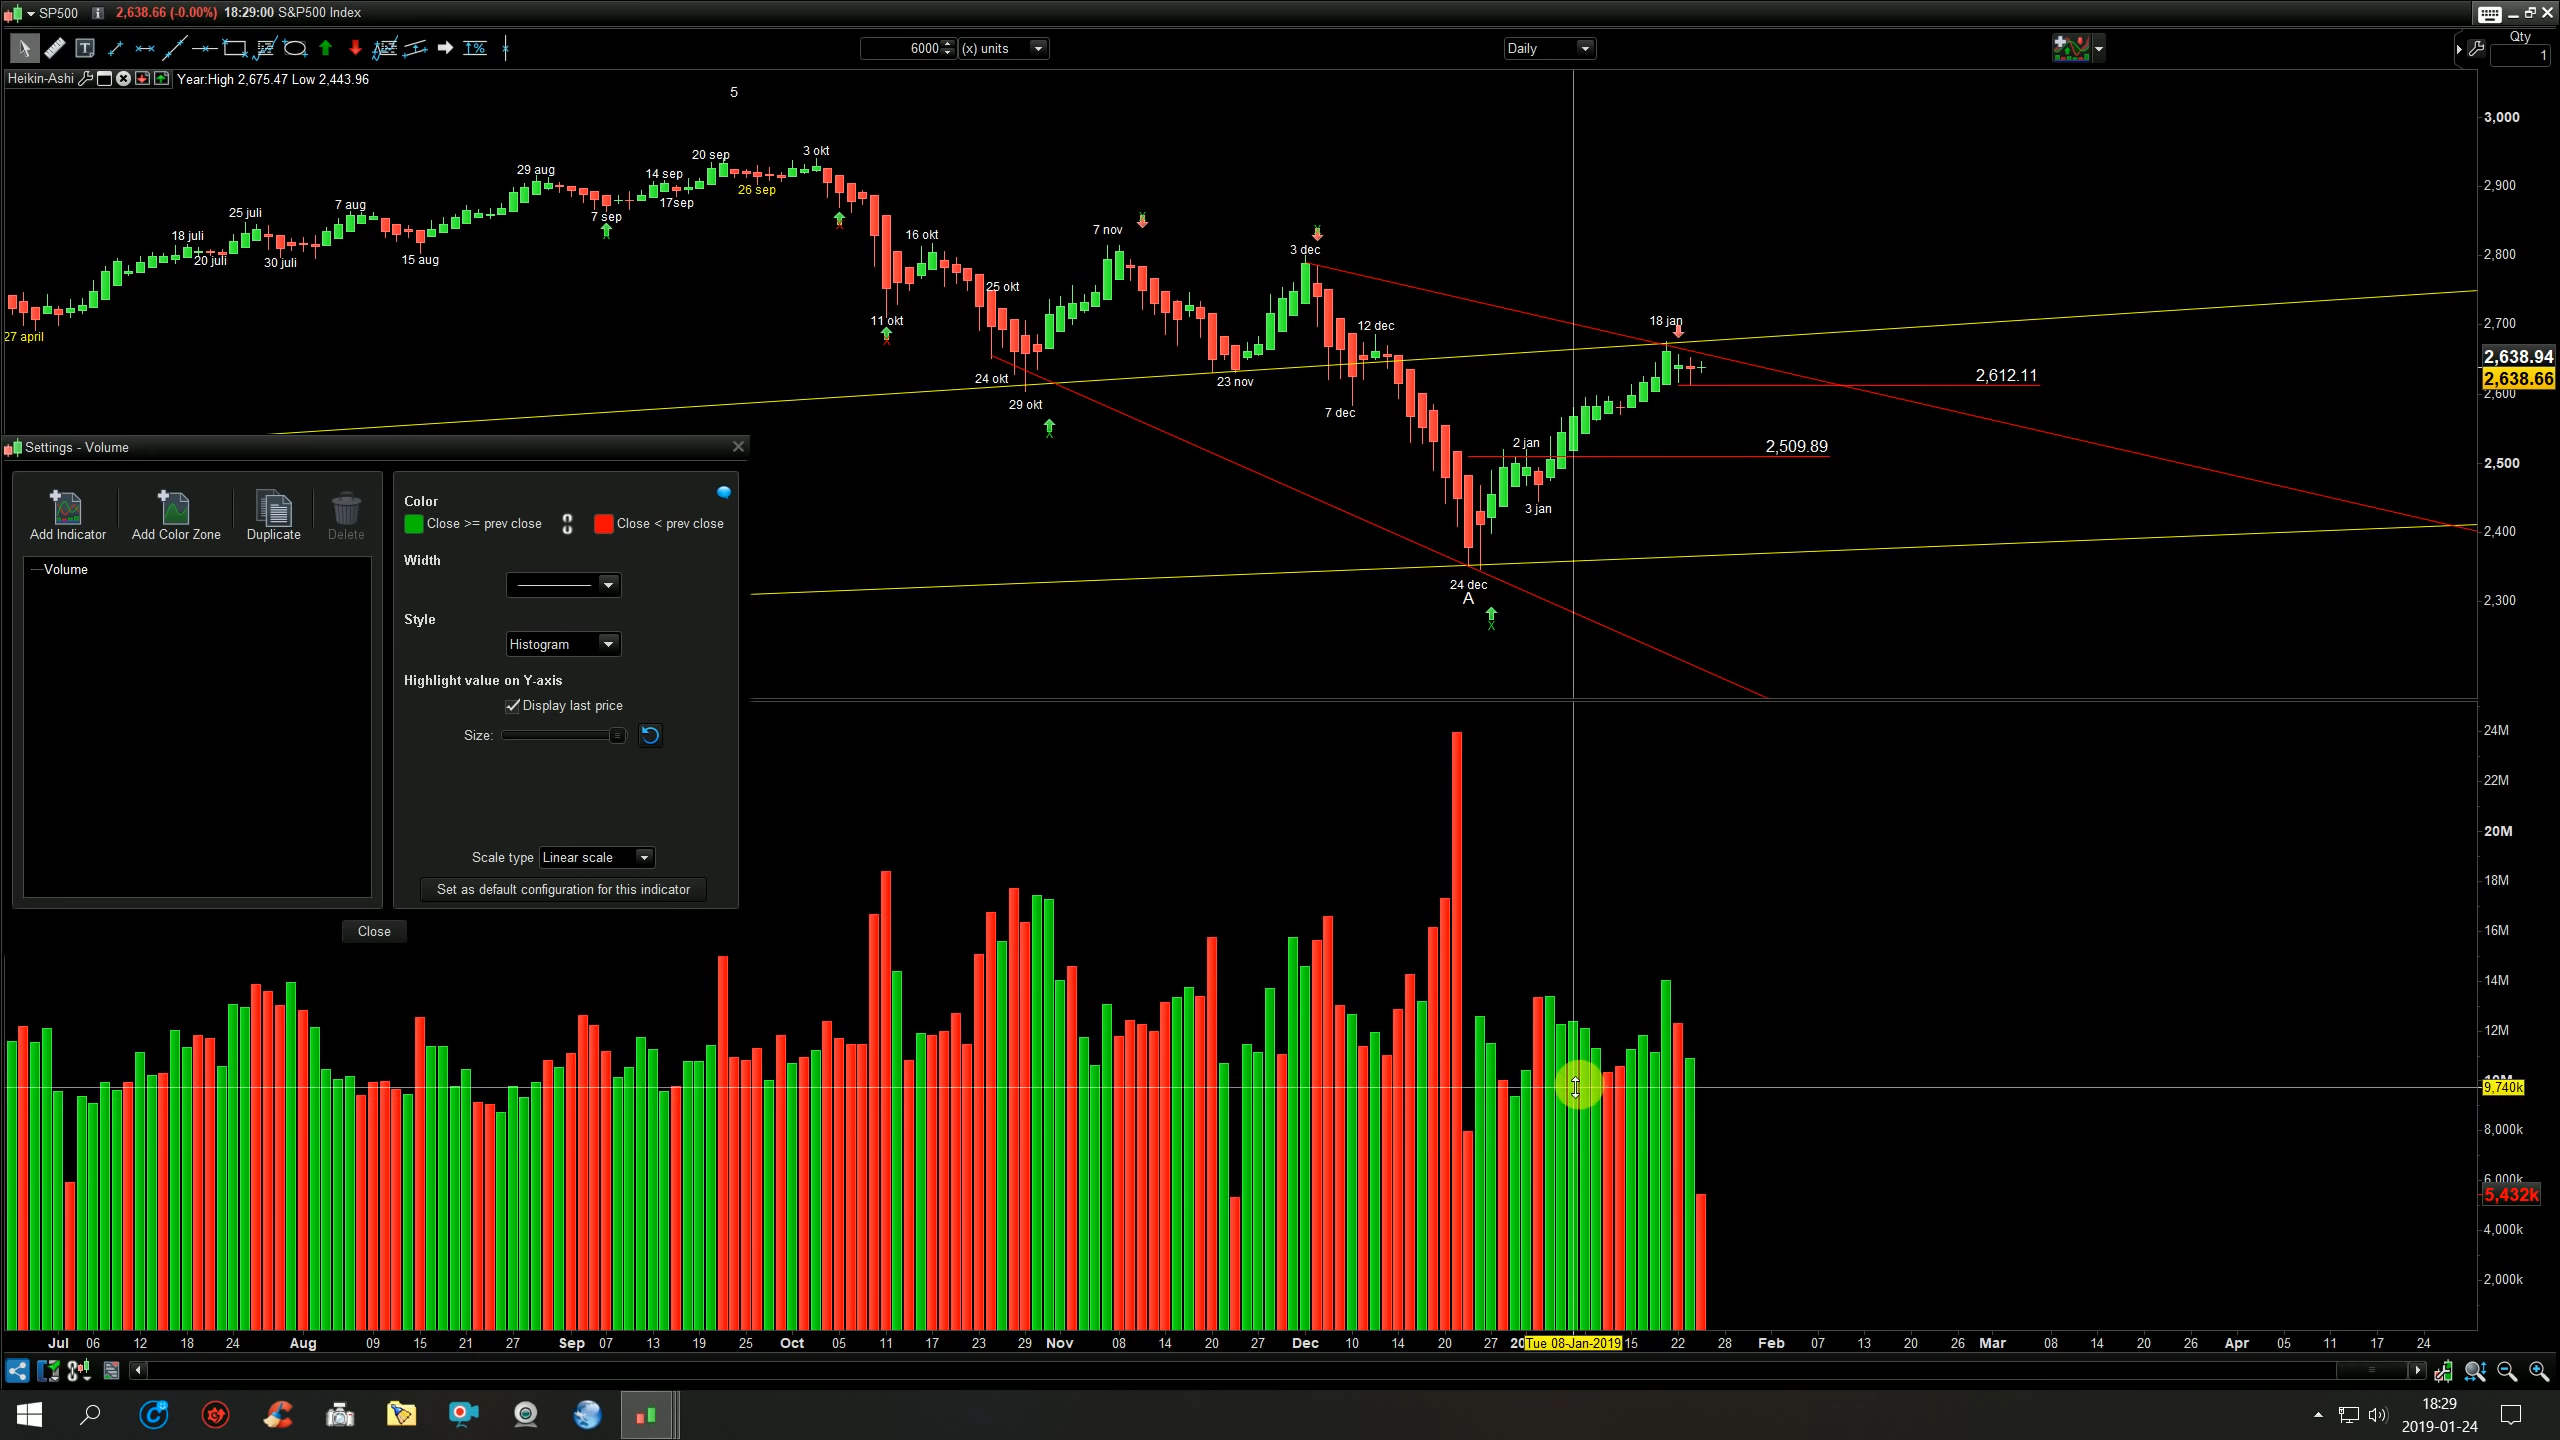 SP500 i 2,638.66 (-0.00%) 18:29:00 S&P500 Index
6000 (x) units Daily Qty
1
Heikin-Ashi Year:High 2,675.47 Low 2,443.96
5
3,000
2,900
2,800
2,700
2,638.94
2,638.66
2,600
2,500
2,400
2,300
27 april
18 juli
20 juli
25 juli
30 juli
7 aug
15 aug
29 aug
7 sep
14 sep
17sep
20 sep
26 sep
3 okt
11 okt
16 okt
25 okt
24 okt
29 okt
7 nov
23 nov
3 dec
7 dec
12 dec
24 dec
A
2 jan
3 jan
18 jan
2,612.11
2,509.89
Settings - Volume
Add Indicator Add Color Zone Duplicate Delete
Volume
Color
Close >= prev close Close < prev close
Width
Style
Histogram
Highlight value on Y-axis
Display last price
Size:
Scale type Linear scale
Set as default configuration for this indicator
Close
24M
22M
20M
18M
16M
14M
12M
9,740k
8,000k
6,000k
5,432k
4,000k
2,000k
Jul 06 12 18 24 Aug 09 15 21 27 Sep 07 13 19 25 Oct 05 11 17 23 29 Nov 08 14 20 27 Dec 10 14 20 27 20 Tue 08-Jan-2019 15 22 28 Feb 07 13 20 26 Mar 08 14 20 26 Apr 05 11 17 24
18:29
2019-01-24